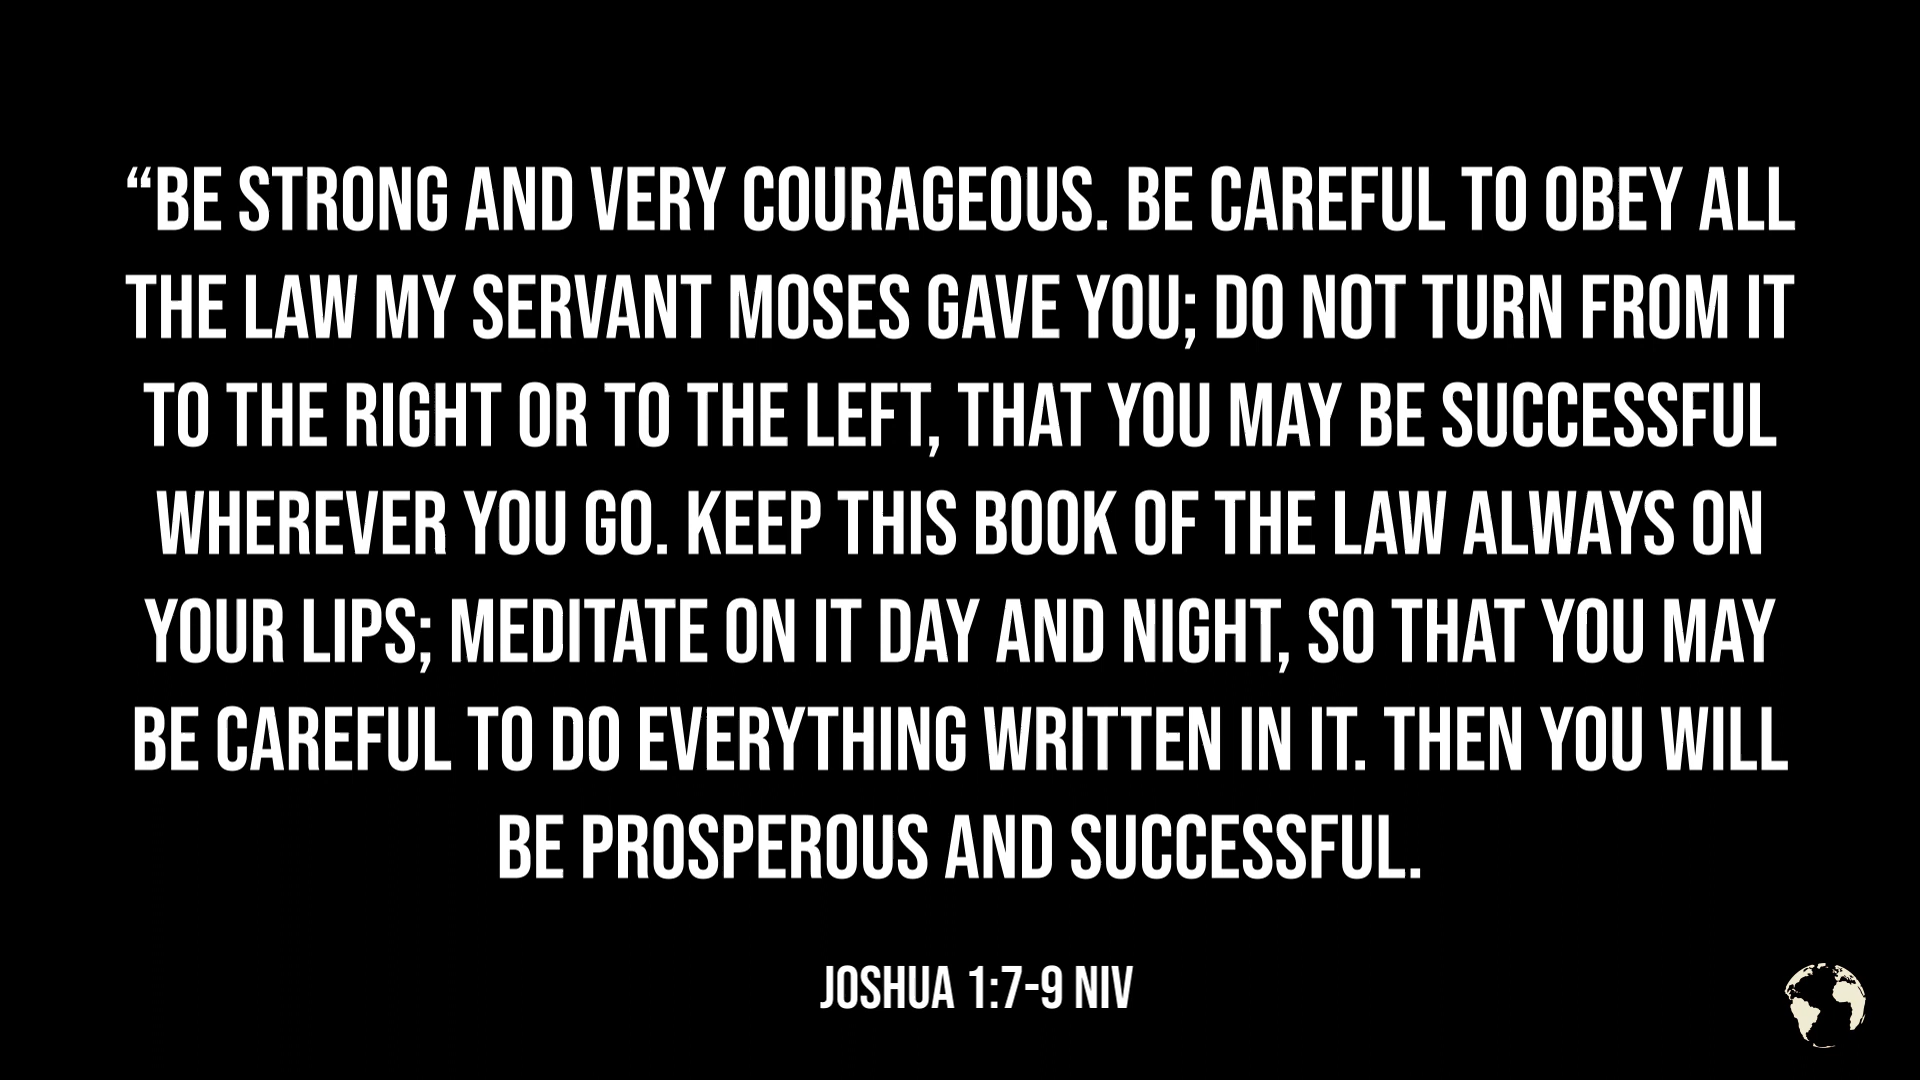 “BE STRONG AND VERY COURAGEOUS. BE CAREFUL TO OBEY ALL
THE LAW MY SERVANT MOSES GAVE YOU; DO NOT TURN FROM IT
TO THE RIGHT OR TO THE LEFT, THAT YOU MAY BE SUCCESSFUL
WHEREVER YOU GO. KEEP THIS BOOK OF THE LAW ALWAYS ON
YOUR LIPS; MEDITATE ON IT DAY AND NIGHT, SO THAT YOU MAY
BE CAREFUL TO DO EVERYTHING WRITTEN IN IT. THEN YOU WILL
BE PROSPEROUS AND SUCCESSFUL.
JOSHUA 1:7-9 NIV